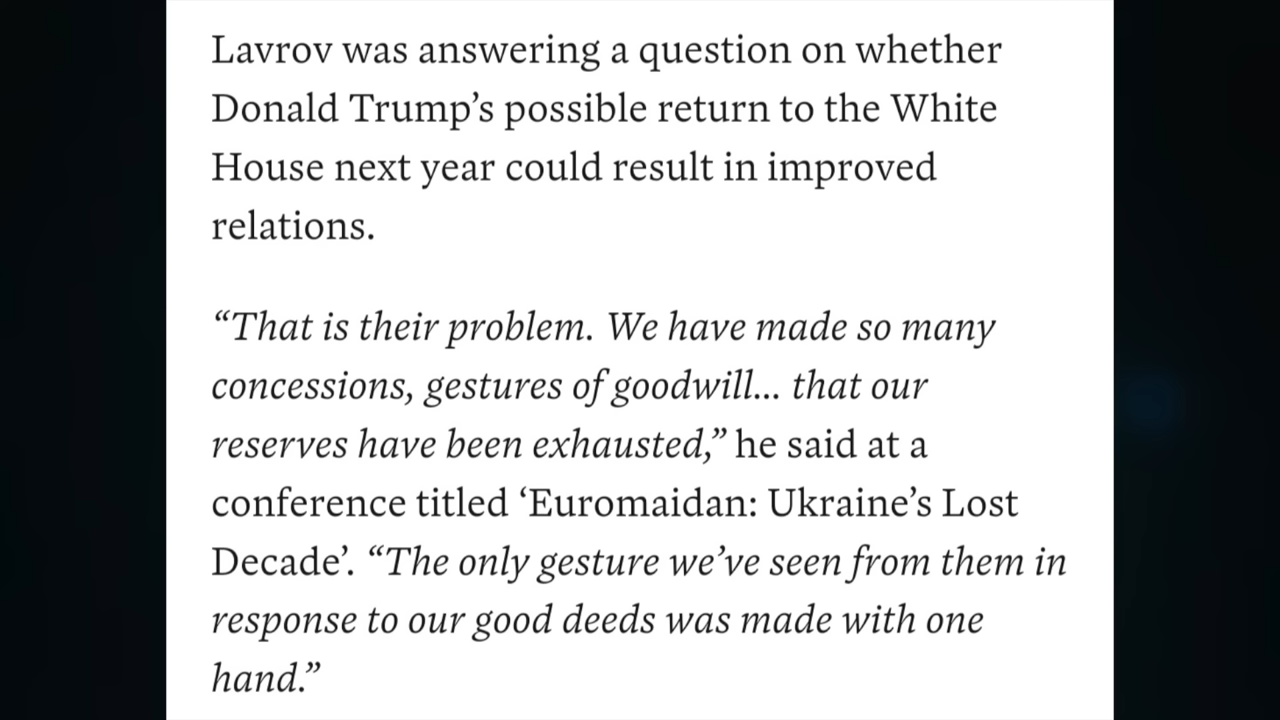 Lavrov was answering a question on whether
Donald Trump’s possible return to the White
House next year could result in improved
relations.
“That is their problem. We have made so many
concessions, gestures of goodwill... that our
reserves have been exhausted,” he said at a
conference titled ‘Euromaidan: Ukraine’s Lost
Decade’. “The only gesture we’ve seen from them in
response to our good deeds was made with one
hand.”